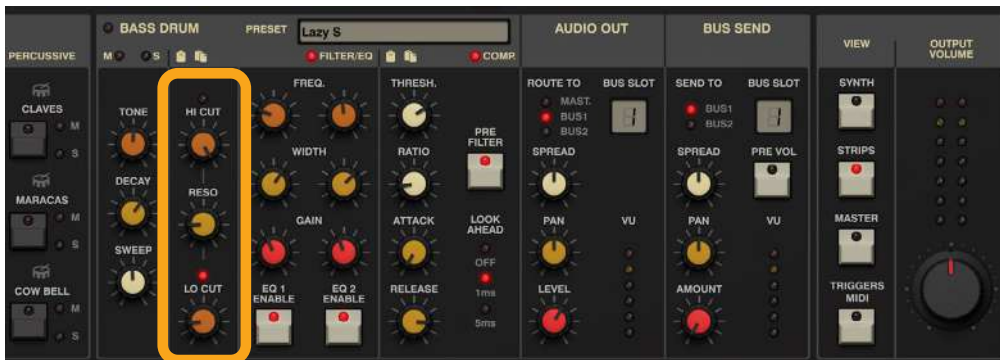 BASS DRUM
PRESET
Lazy S
AUDIO OUT
BUS SEND
PERCUSSIVE
M
S
FILTER/EQ
COMP.
VIEW
OUTPUT
VOLUME
CLAVES
M
S
MARACAS
M
S
COW BELL
M
S
TONE
DECAY
SWEEP
HI CUT
RESO
LO CUT
FREQ.
WIDTH
GAIN
EQ 1
ENABLE
EQ 2
ENABLE
THRESH.
RATIO
ATTACK
RELEASE
PRE
FILTER
LOOK
AHEAD
OFF
1ms
5ms
ROUTE TO
MAST.
BUS1
BUS2
BUS SLOT
1
SPREAD
PAN
VU
LEVEL
SEND TO
BUS1
BUS2
BUS SLOT
SPREAD
PRE VOL
PAN
VU
AMOUNT
SYNTH
STRIPS
MASTER
TRIGGERS
MIDI